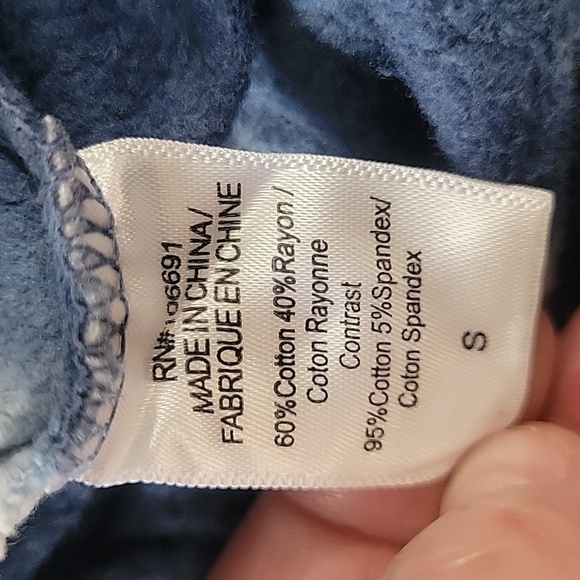 RN# 106691
MADE IN CHINA/
FABRIQUE EN CHINE
60%Cotton 40%Rayon/
Coton Rayonne
Contrast
95%Cotton 5%Spandex/
Coton Spandex
S